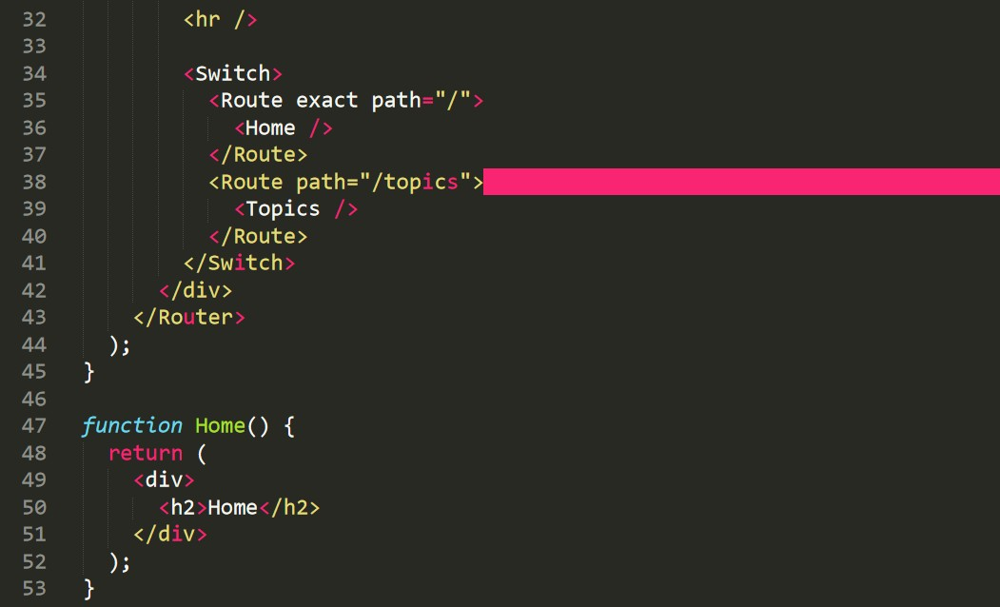 32 <hr />
33
34 <Switch>
35 <Route exact path="/">
36 <Home />
37 </Route>
38 <Route path="/topics">
39 <Topics />
40 </Route>
41 </Switch>
42 </div>
43 </Router>
44 );
45 }
46
47 function Home() {
48 return (
49 <div>
50 <h2>Home</h2>
51 </div>
52 );
53 }